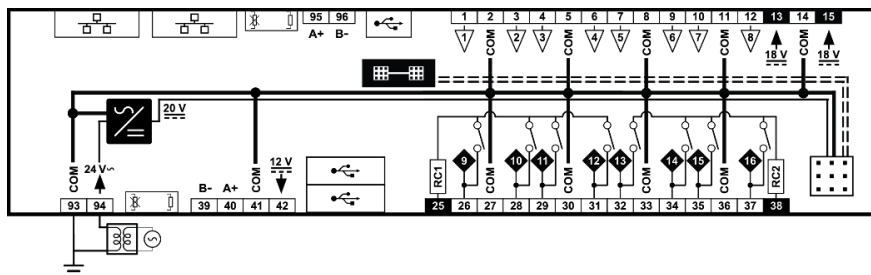 95 96 1 2 3 4 5 6 7 8 9 10 11 12 13 14 15
A+ B-
1 COM 2 3 COM 4 5 COM 6 7 COM 8 18 V COM 18 V
20 V
24 V~ COM 12 V
COM
9 10 11 12 13 14 15 16
RC1 COM COM COM COM RC2
B- A+
93 94 39 40 41 42 25 26 27 28 29 30 31 32 33 34 35 36 37 38